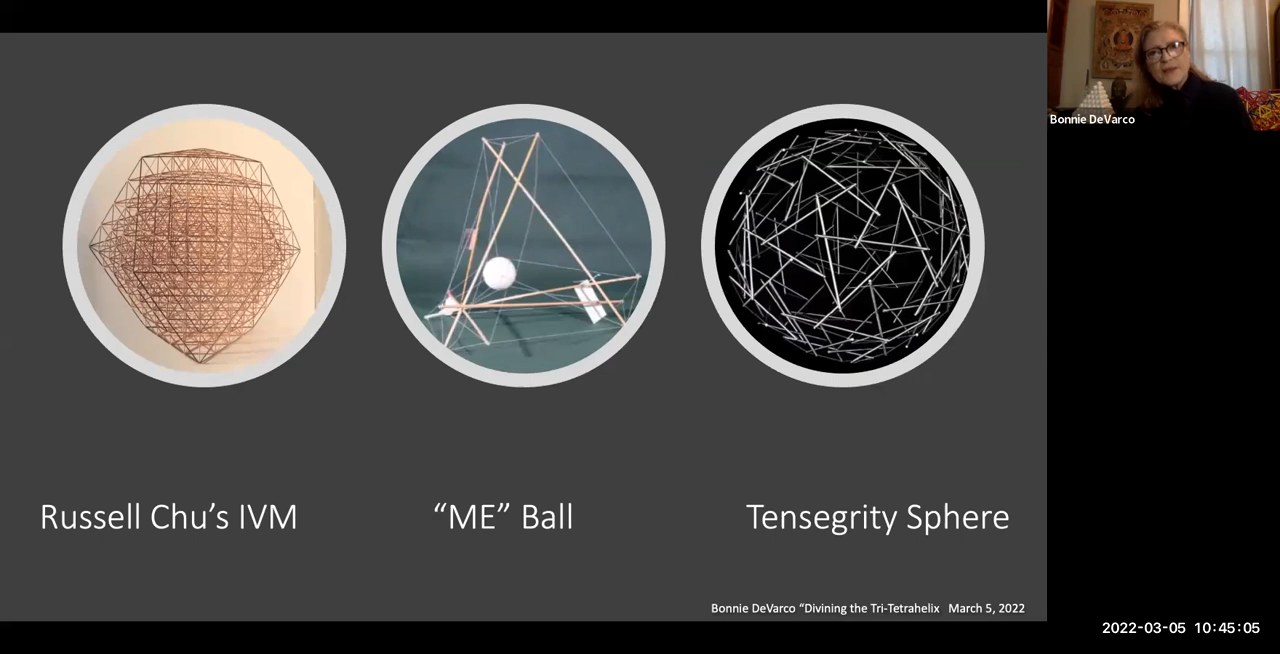 Bonnie DeVarco
Russell Chu’s IVM
“ME” Ball
Tensegrity Sphere
Bonnie DeVarco “Divining the Tri-Tetrahelix March 5, 2022
2022-03-05 10:45:05